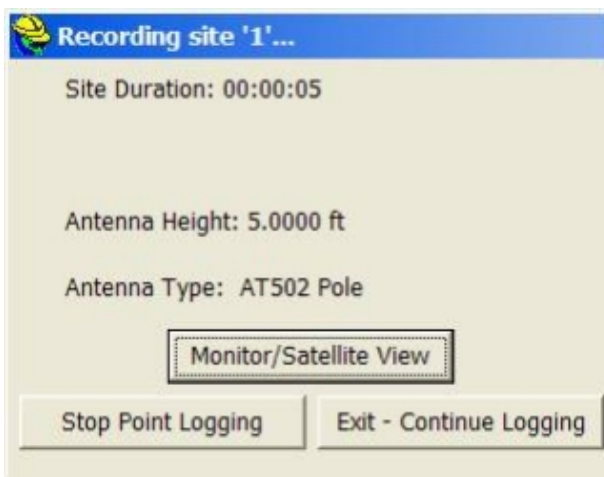 Recording site '1'...
Site Duration: 00:00:05
Antenna Height: 5.0000 ft
Antenna Type: AT502 Pole
Monitor/Satellite View
Stop Point Logging
Exit - Continue Logging